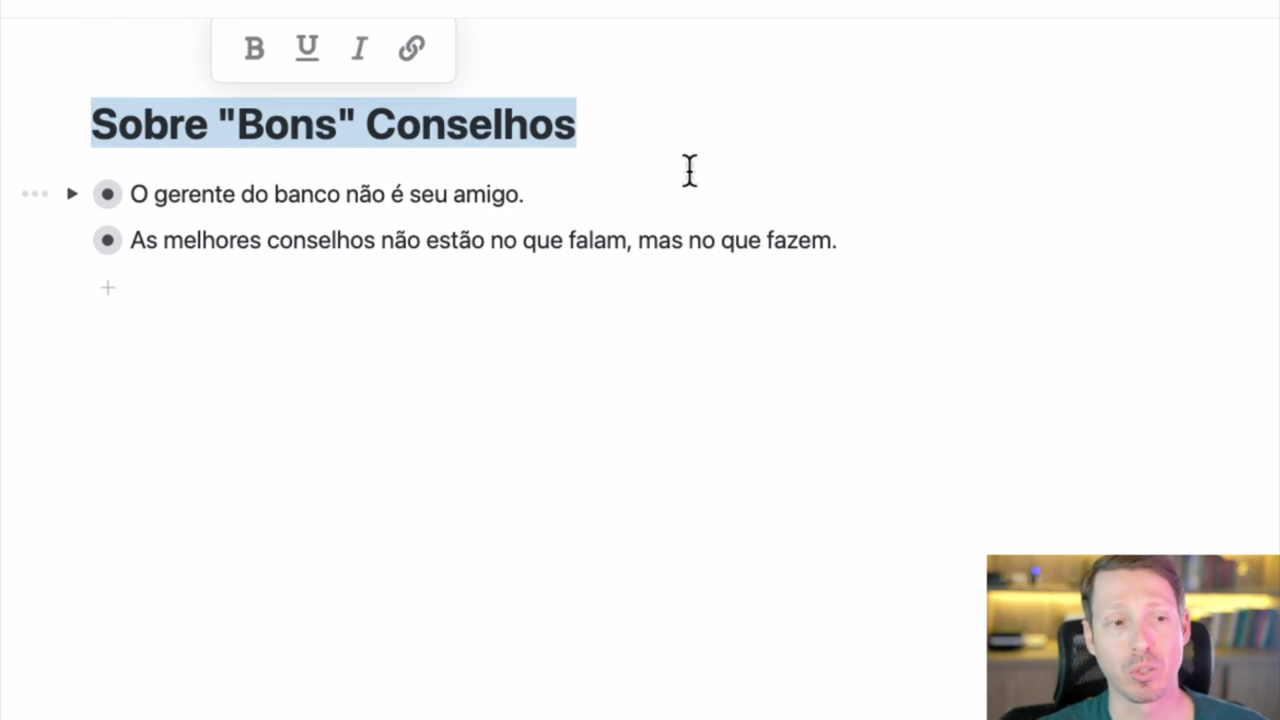 B U I
Sobre "Bons" Conselhos
O gerente do banco não é seu amigo.
As melhores conselhos não estão no que falam, mas no que fazem.